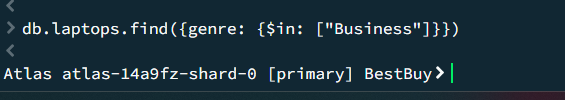 <
> db.laptops.find({genre: {$in: ["Business"]}})
<
Atlas atlas-14a9fz-shard-0 [primary] BestBuy>